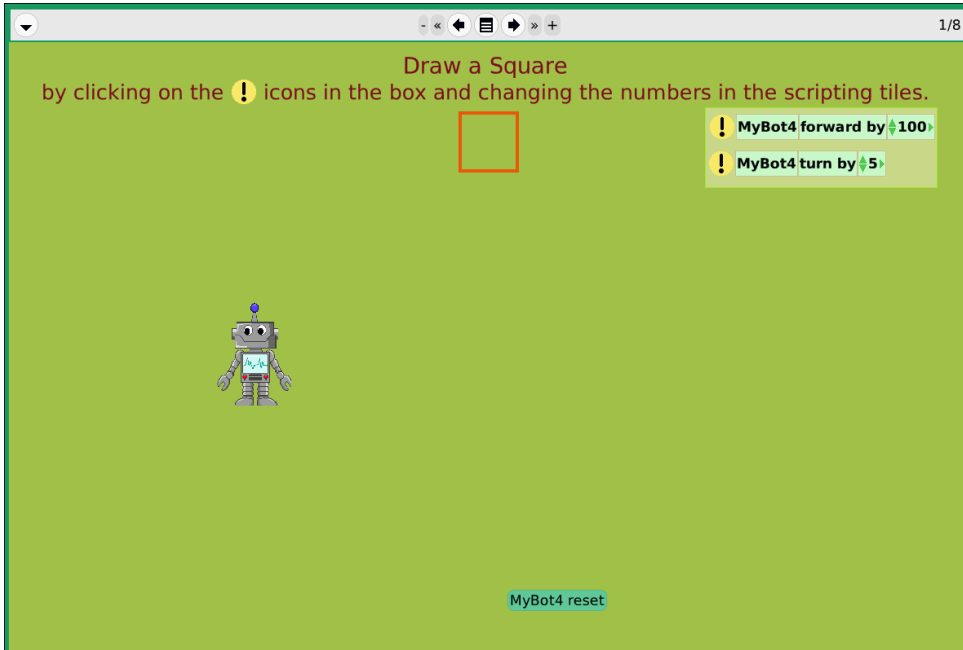 - « » +
1/8
Draw a Square
by clicking on the ! icons in the box and changing the numbers in the scripting tiles.
! MyBot4 forward by 100
! MyBot4 turn by 5
MyBot4 reset